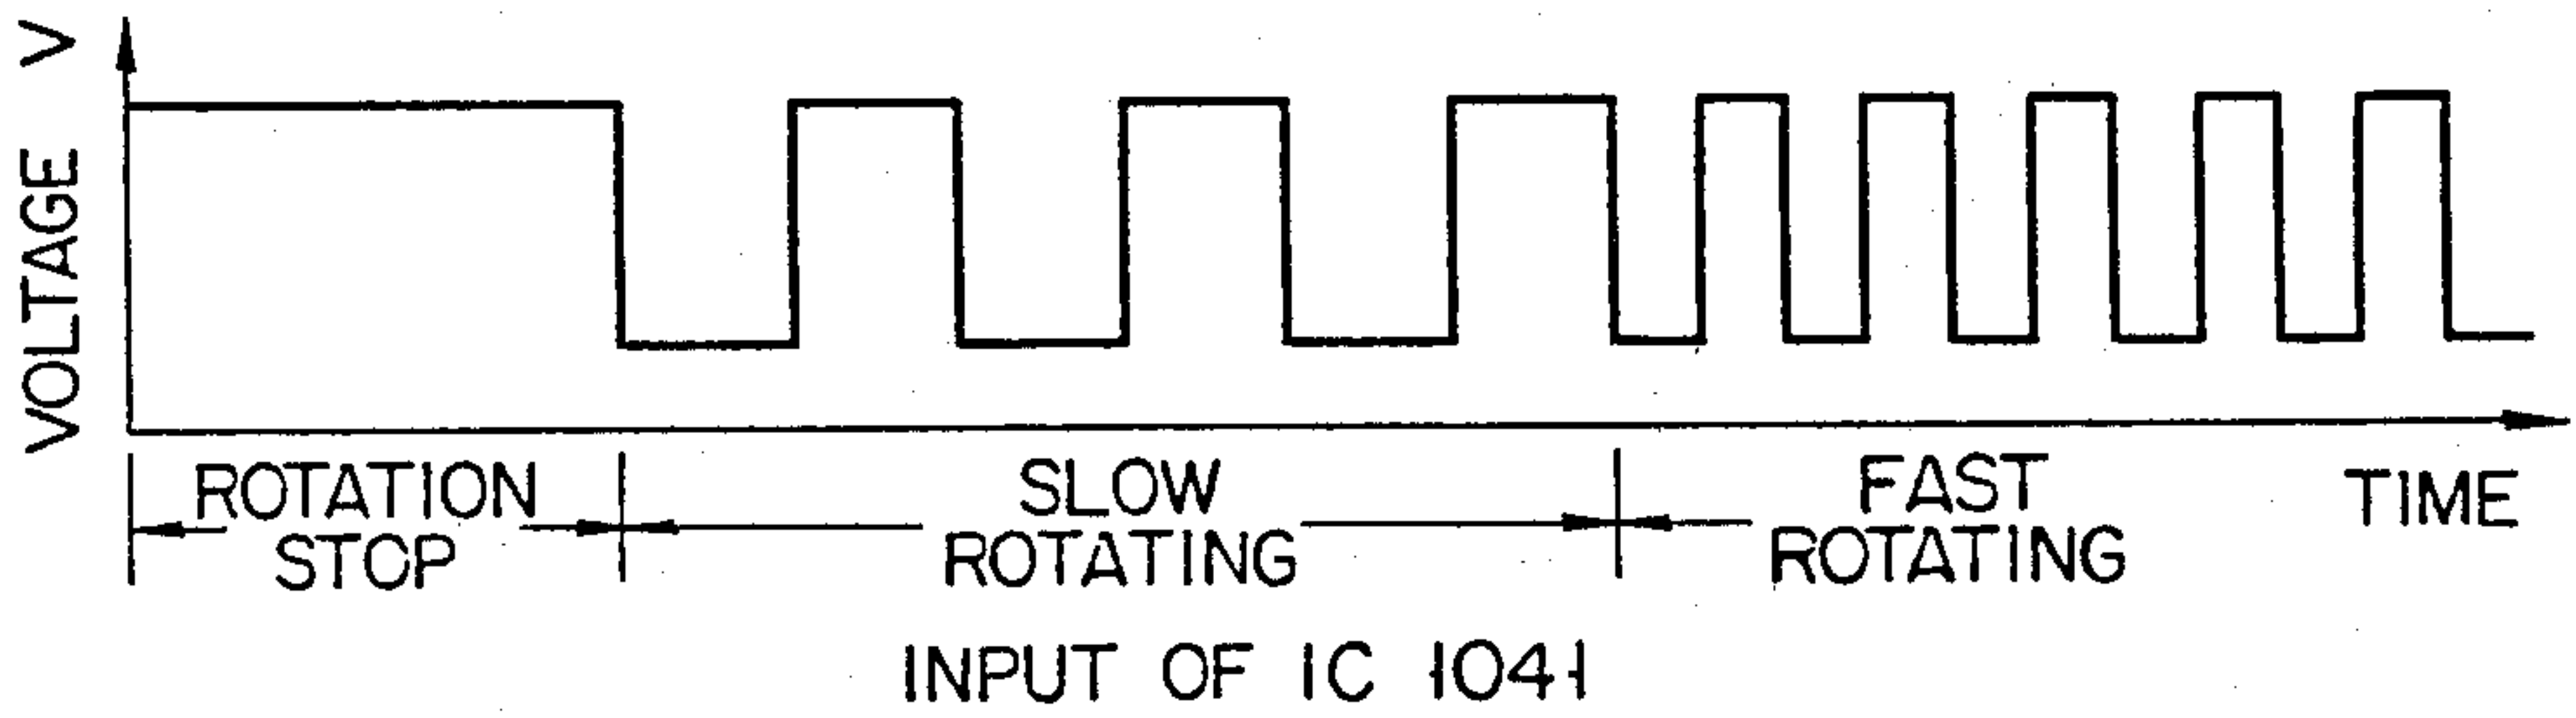 VOLTAGE V
ROTATION
STOP
SLOW
ROTATING
FAST
ROTATING
TIME
INPUT OF IC 1041